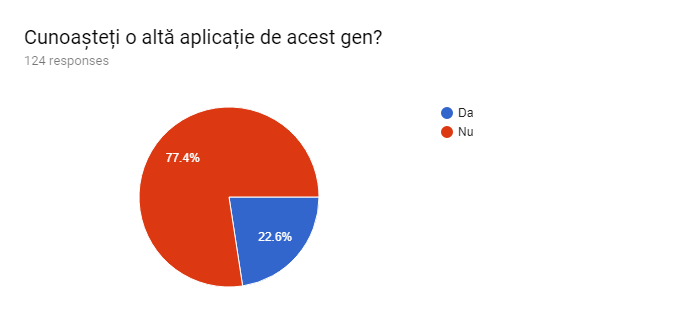 Cunoașteți o altă aplicație de acest gen?
124 responses
Da
Nu
77.4%
22.6%